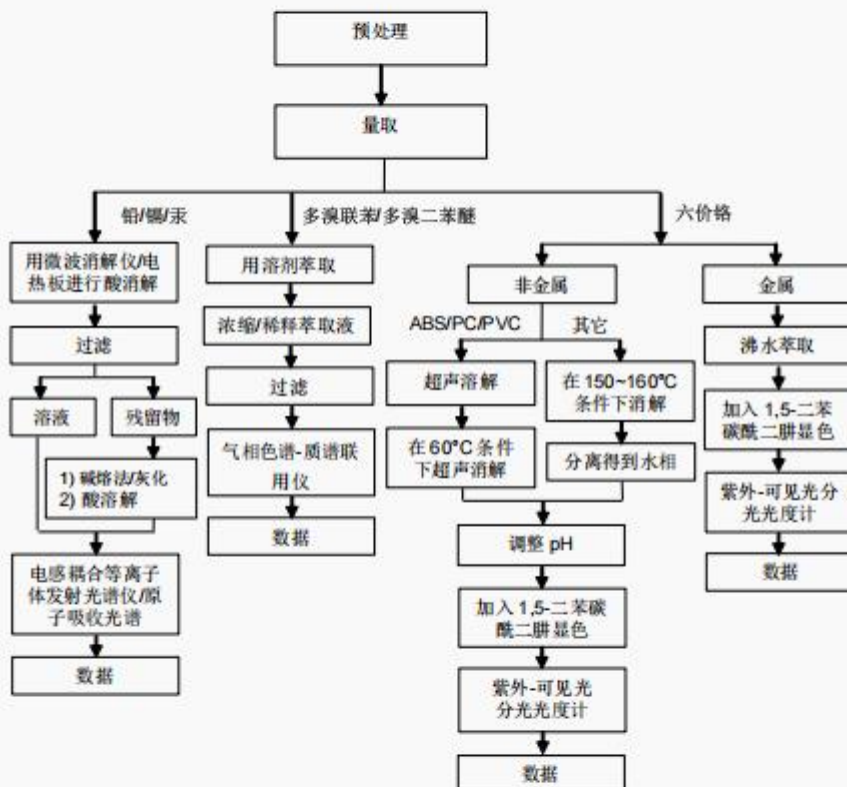 预处理
量取
铅/镉/汞
用微波消解仪/电
热板进行酸消解
过滤
溶液
残留物
1) 碱熔法/灰化
2) 酸溶解
电感耦合等离子
体发射光谱仪/原
子吸收光谱
数据
多溴联苯/多溴二苯醚
用溶剂萃取
浓缩/稀释萃取液
过滤
气相色谱-质谱联
用仪
数据
六价铬
非金属
ABS/PC/PVC
其它
超声溶解
在 60°C 条件
下超声消解
在 150~160°C
条件下消解
分离得到水相
调整 pH
加入 1,5-二苯碳
酰二肼显色
紫外-可见光
分光光度计
数据
金属
沸水萃取
加入 1,5-二苯
碳酰二肼显色
紫外-可见光分
光光度计
数据